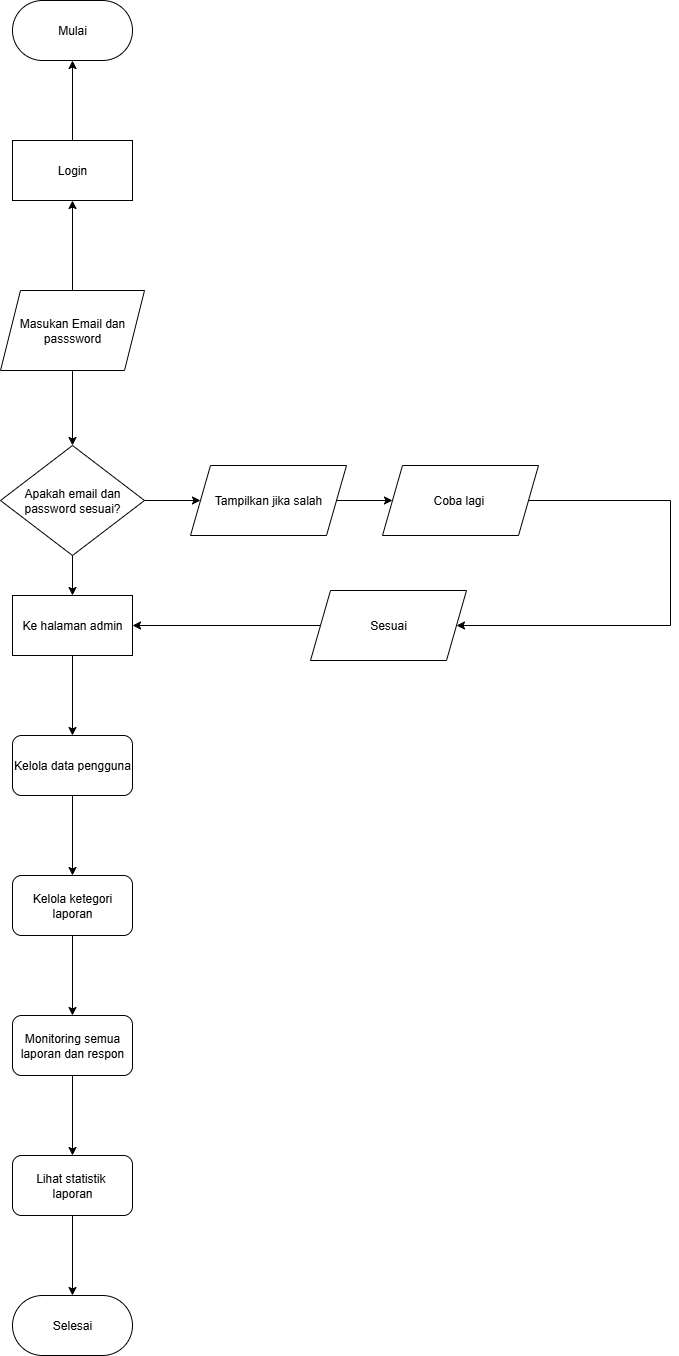 Mulai
Login
Masukan Email dan
passsword
Apakah email dan
password sesuai?
Tampilkan jika salah
Coba lagi
Ke halaman admin
Sesuai
Kelola data pengguna
Kelola ketegori
laporan
Monitoring semua
laporan dan respon
Lihat statistik
laporan
Selesai